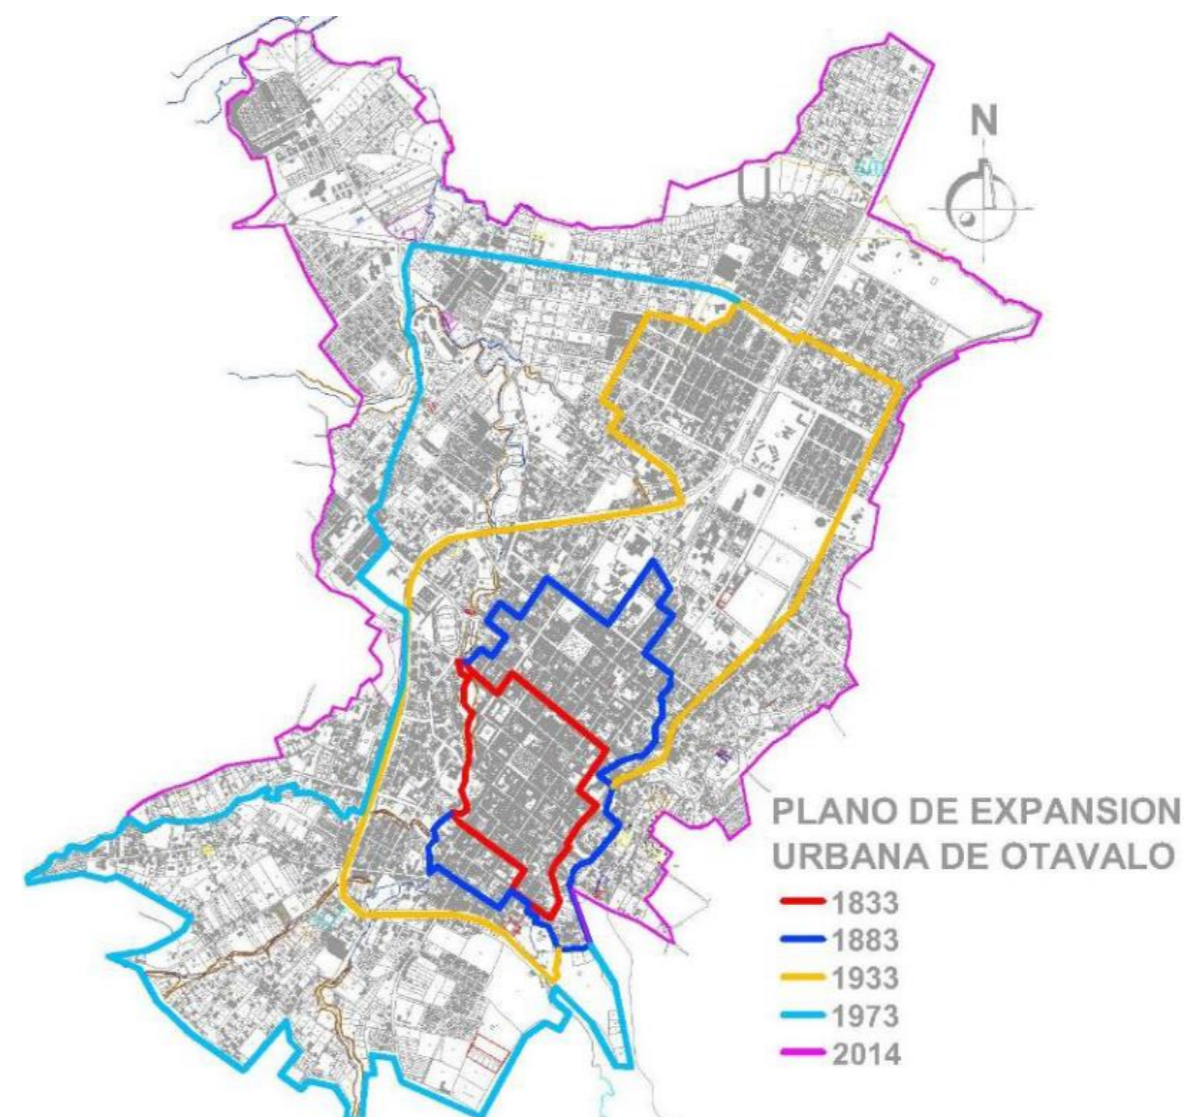 N
U
PLANO DE EXPANSION
URBANA DE OTAVALO
1833
1883
1933
1973
2014